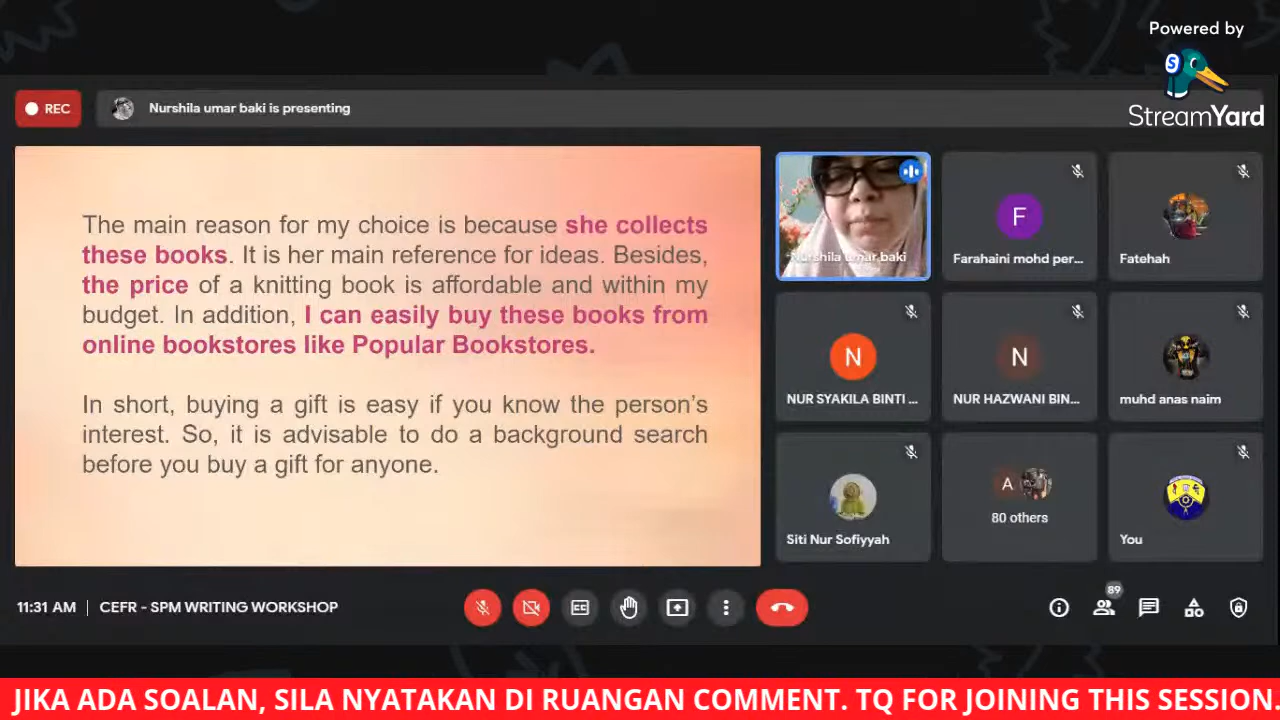 Powered by
StreamYard
REC
Nurshila umar baki is presenting
The main reason for my choice is because she collects
these books. It is her main reference for ideas. Besides,
the price of a knitting book is affordable and within my
budget. In addition, I can easily buy these books from
online bookstores like Popular Bookstores.
In short, buying a gift is easy if you know the person's
interest. So, it is advisable to do a background search
before you buy a gift for anyone.
Nurshila umar baki
F
Farahaini mohd per...
Fatehah
N
NUR SYAKILA BINTI ...
N
NUR HAZWANI BIN...
muhd anas naim
Siti Nur Sofiyyah
A
80 others
You
11:31 AM | CEFR - SPM WRITING WORKSHOP
89
JIKA ADA SOALAN, SILA NYATAKAN DI RUANGAN COMMENT. TQ FOR JOINING THIS SESSION.